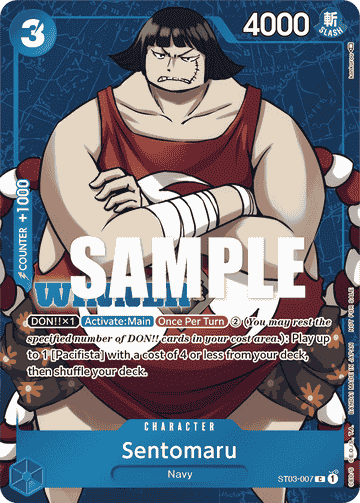 3
4000 斬
SLASH
COUNTER +1000
SAMPLE
WINNER
DON!!×1 Activate:Main Once Per Turn ② (You may rest the
specified number of DON!! cards in your cost area.): Play up
to 1 [Pacifista] with a cost of 4 or less from your deck,
then shuffle your deck.
CHARACTER
Sentomaru
Navy
ST03-007 C 1